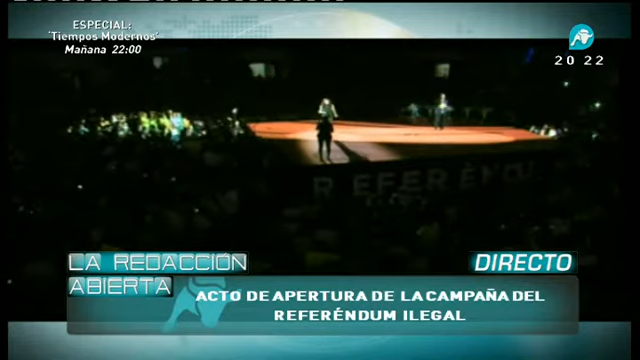 ESPECIAL:
'Tiempos Modernos'
Mañana 22:00
20 22
REFERÈNDUM
LA REDACCIÓN
ABIERTA
DIRECTO
ACTO DE APERTURA DE LA CAMPAÑA DEL
REFERÉNDUM ILEGAL